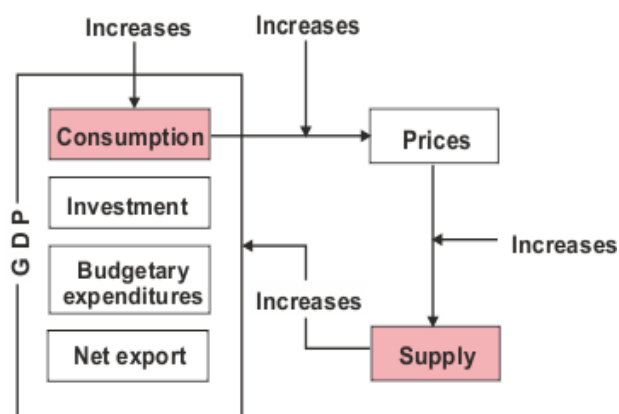 Increases
Increases
Consumption
Prices
Investment
GDP
Increases
Budgetary
expenditures
Increases
Net export
Supply